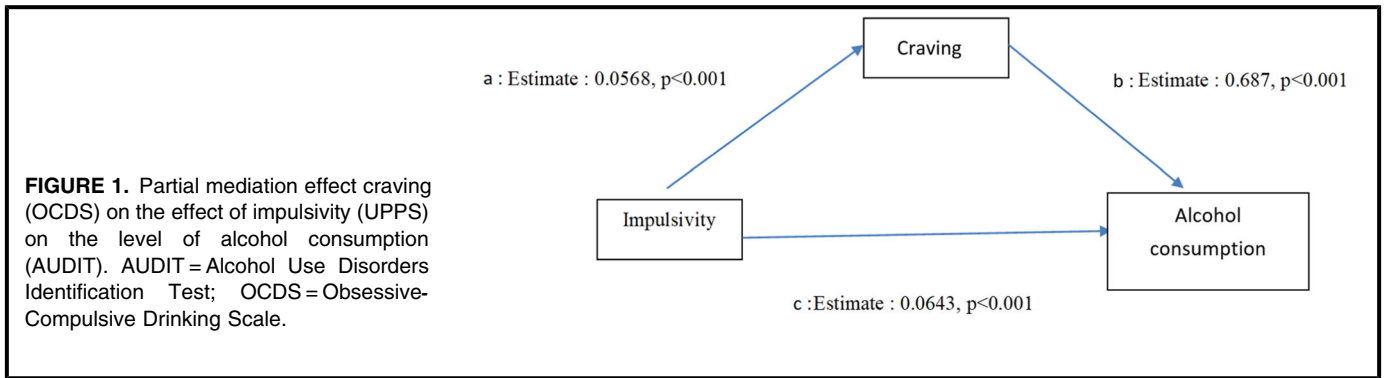 FIGURE 1. Partial mediation effect craving
(OCDS) on the effect of impulsivity (UPPS)
on the level of alcohol consumption
(AUDIT). AUDIT = Alcohol Use Disorders
Identification Test; OCDS = Obsessive-
Compulsive Drinking Scale.
Craving
a : Estimate : 0.0568, p<0.001
b : Estimate : 0.687, p<0.001
Impulsivity
Alcohol
consumption
c :Estimate : 0.0643, p<0.001